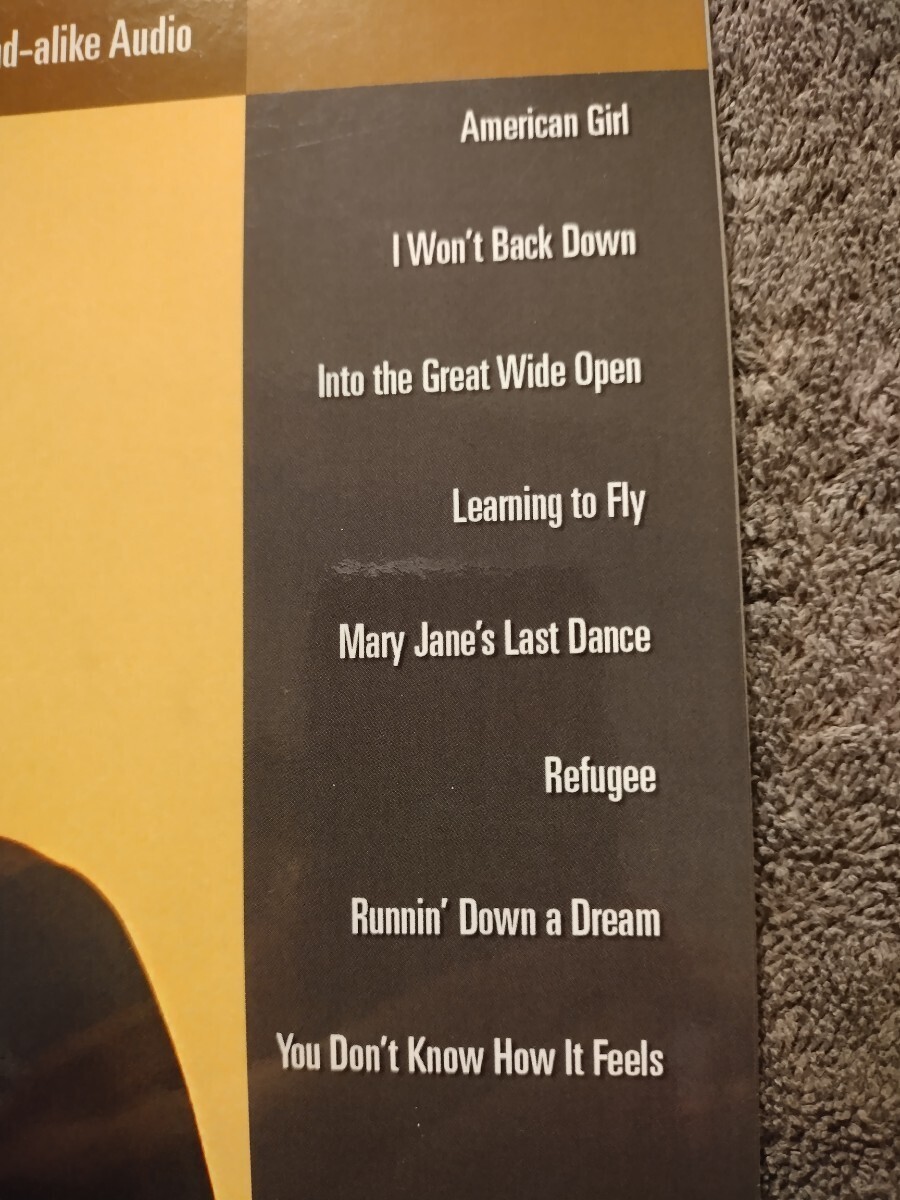 d-alike Audio
American Girl
I Won't Back Down
Into the Great Wide Open
Learning to Fly
Mary Jane's Last Dance
Refugee
Runnin' Down a Dream
You Don't Know How It Feels